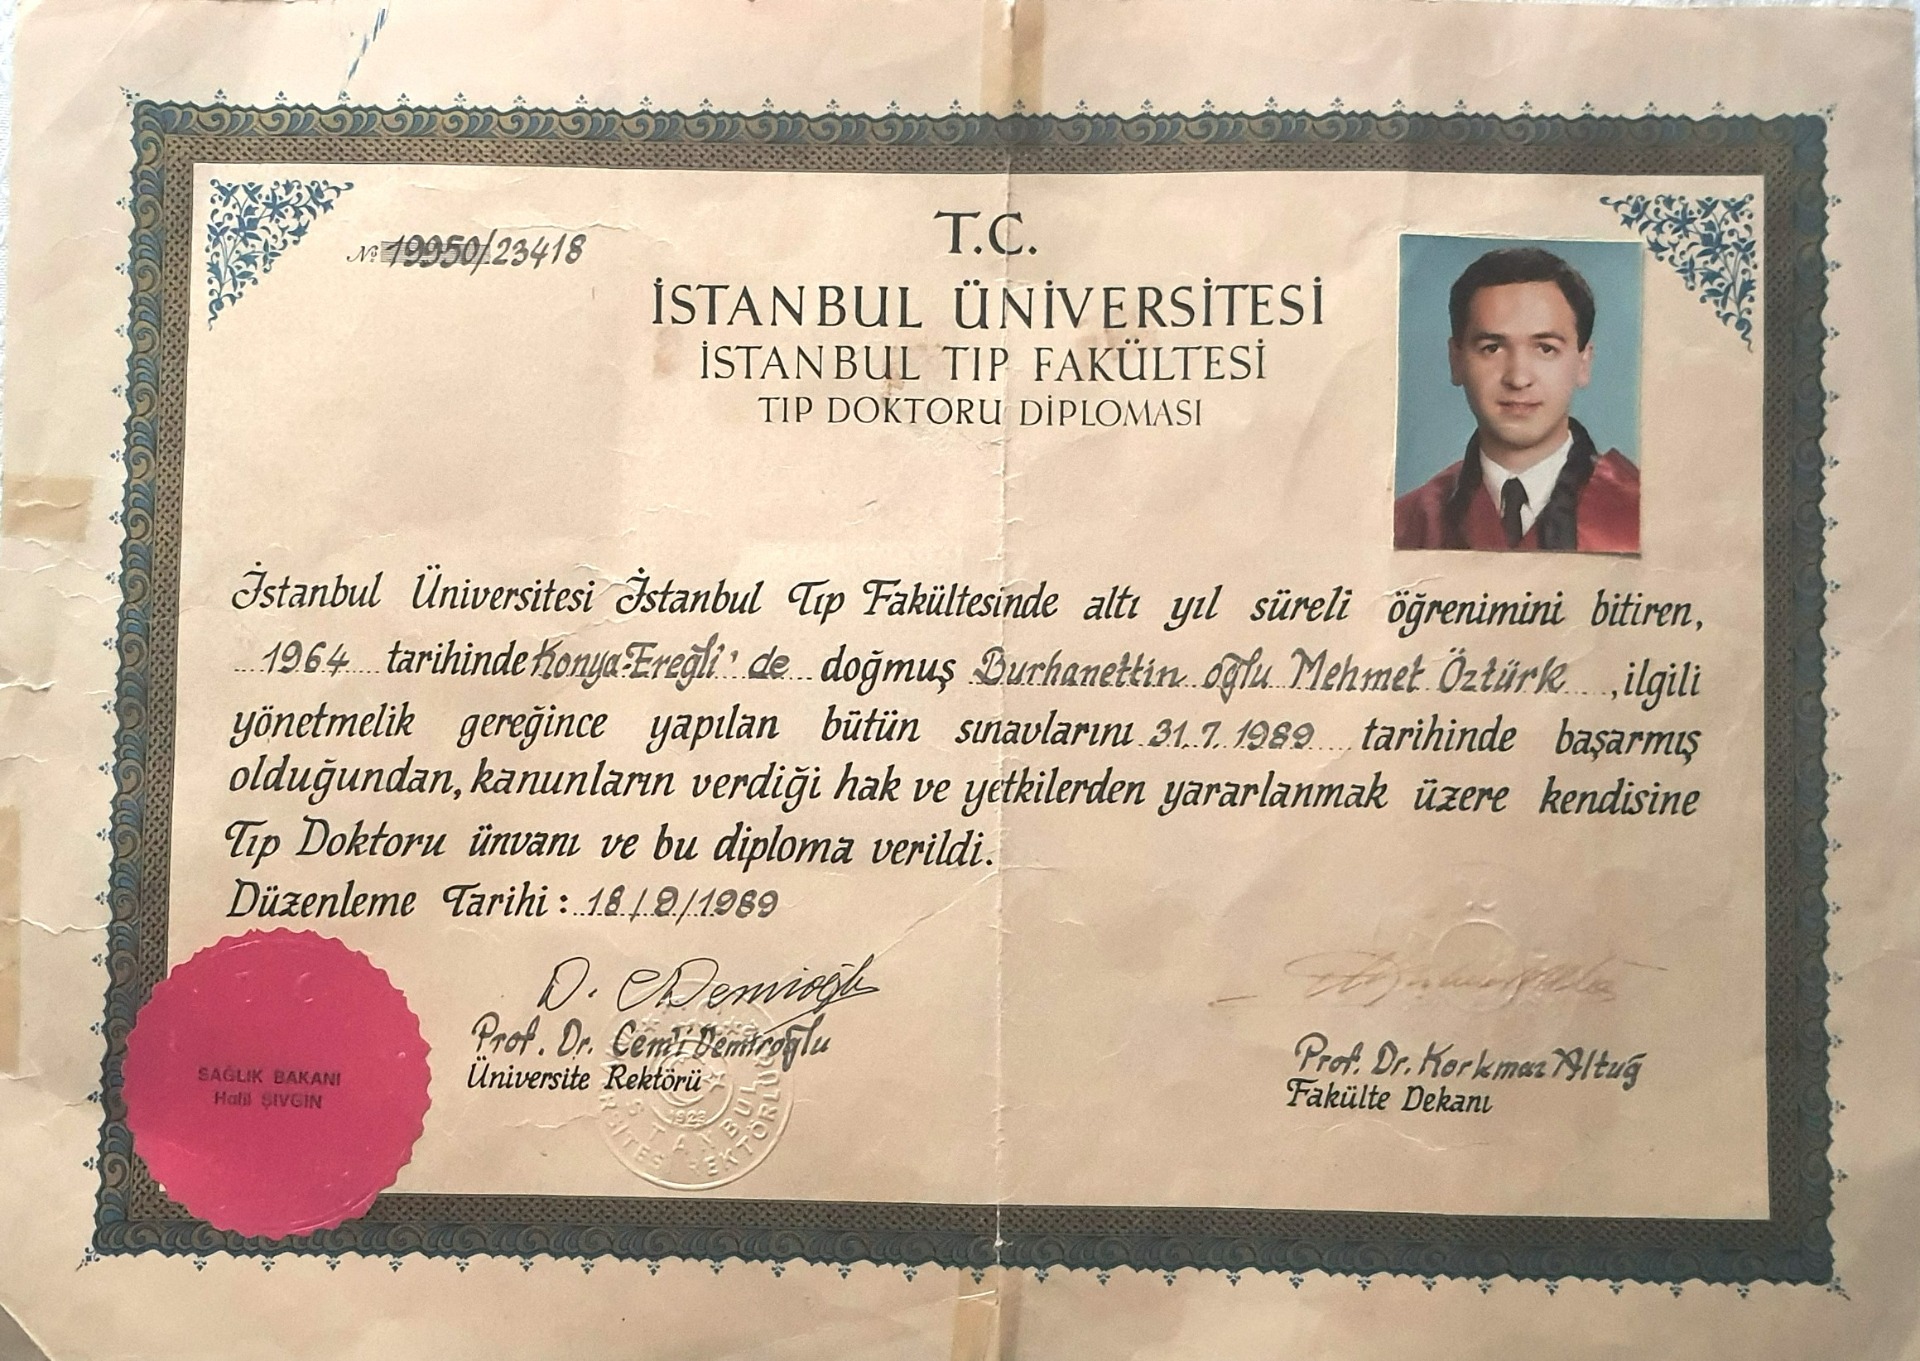 № 19950/23418
T.C.
İSTANBUL ÜNİVERSİTESİ
İSTANBUL TIP FAKÜLTESİ
TIP DOKTORU DİPLOMASI
İstanbul Üniversitesi İstanbul Tıp Fakültesinde altı yıl süreli öğrenimini bitiren,
1964 tarihinde Konya-Ereğli' de doğmuş Burhanettin oğlu Mehmet Öztürk, ilgili
yönetmelik gereğince yapılan bütün sınavlarını 31.7.1989 tarihinde başarmış
olduğundan, kanunların verdiği hak ve yetkilerden yararlanmak üzere kendisine
Tıp Doktoru ünvanı ve bu diploma verildi.
Düzenleme Tarihi: 18/9/1989
D. C Demiroğlu
Prof. Dr. Cem'i Demiroğlu
Üniversite Rektörü
Prof. Dr. Korkmaz Altuğ
Fakülte Dekanı
SAĞLIK BAKANI
Halil ŞIVGIN
1923